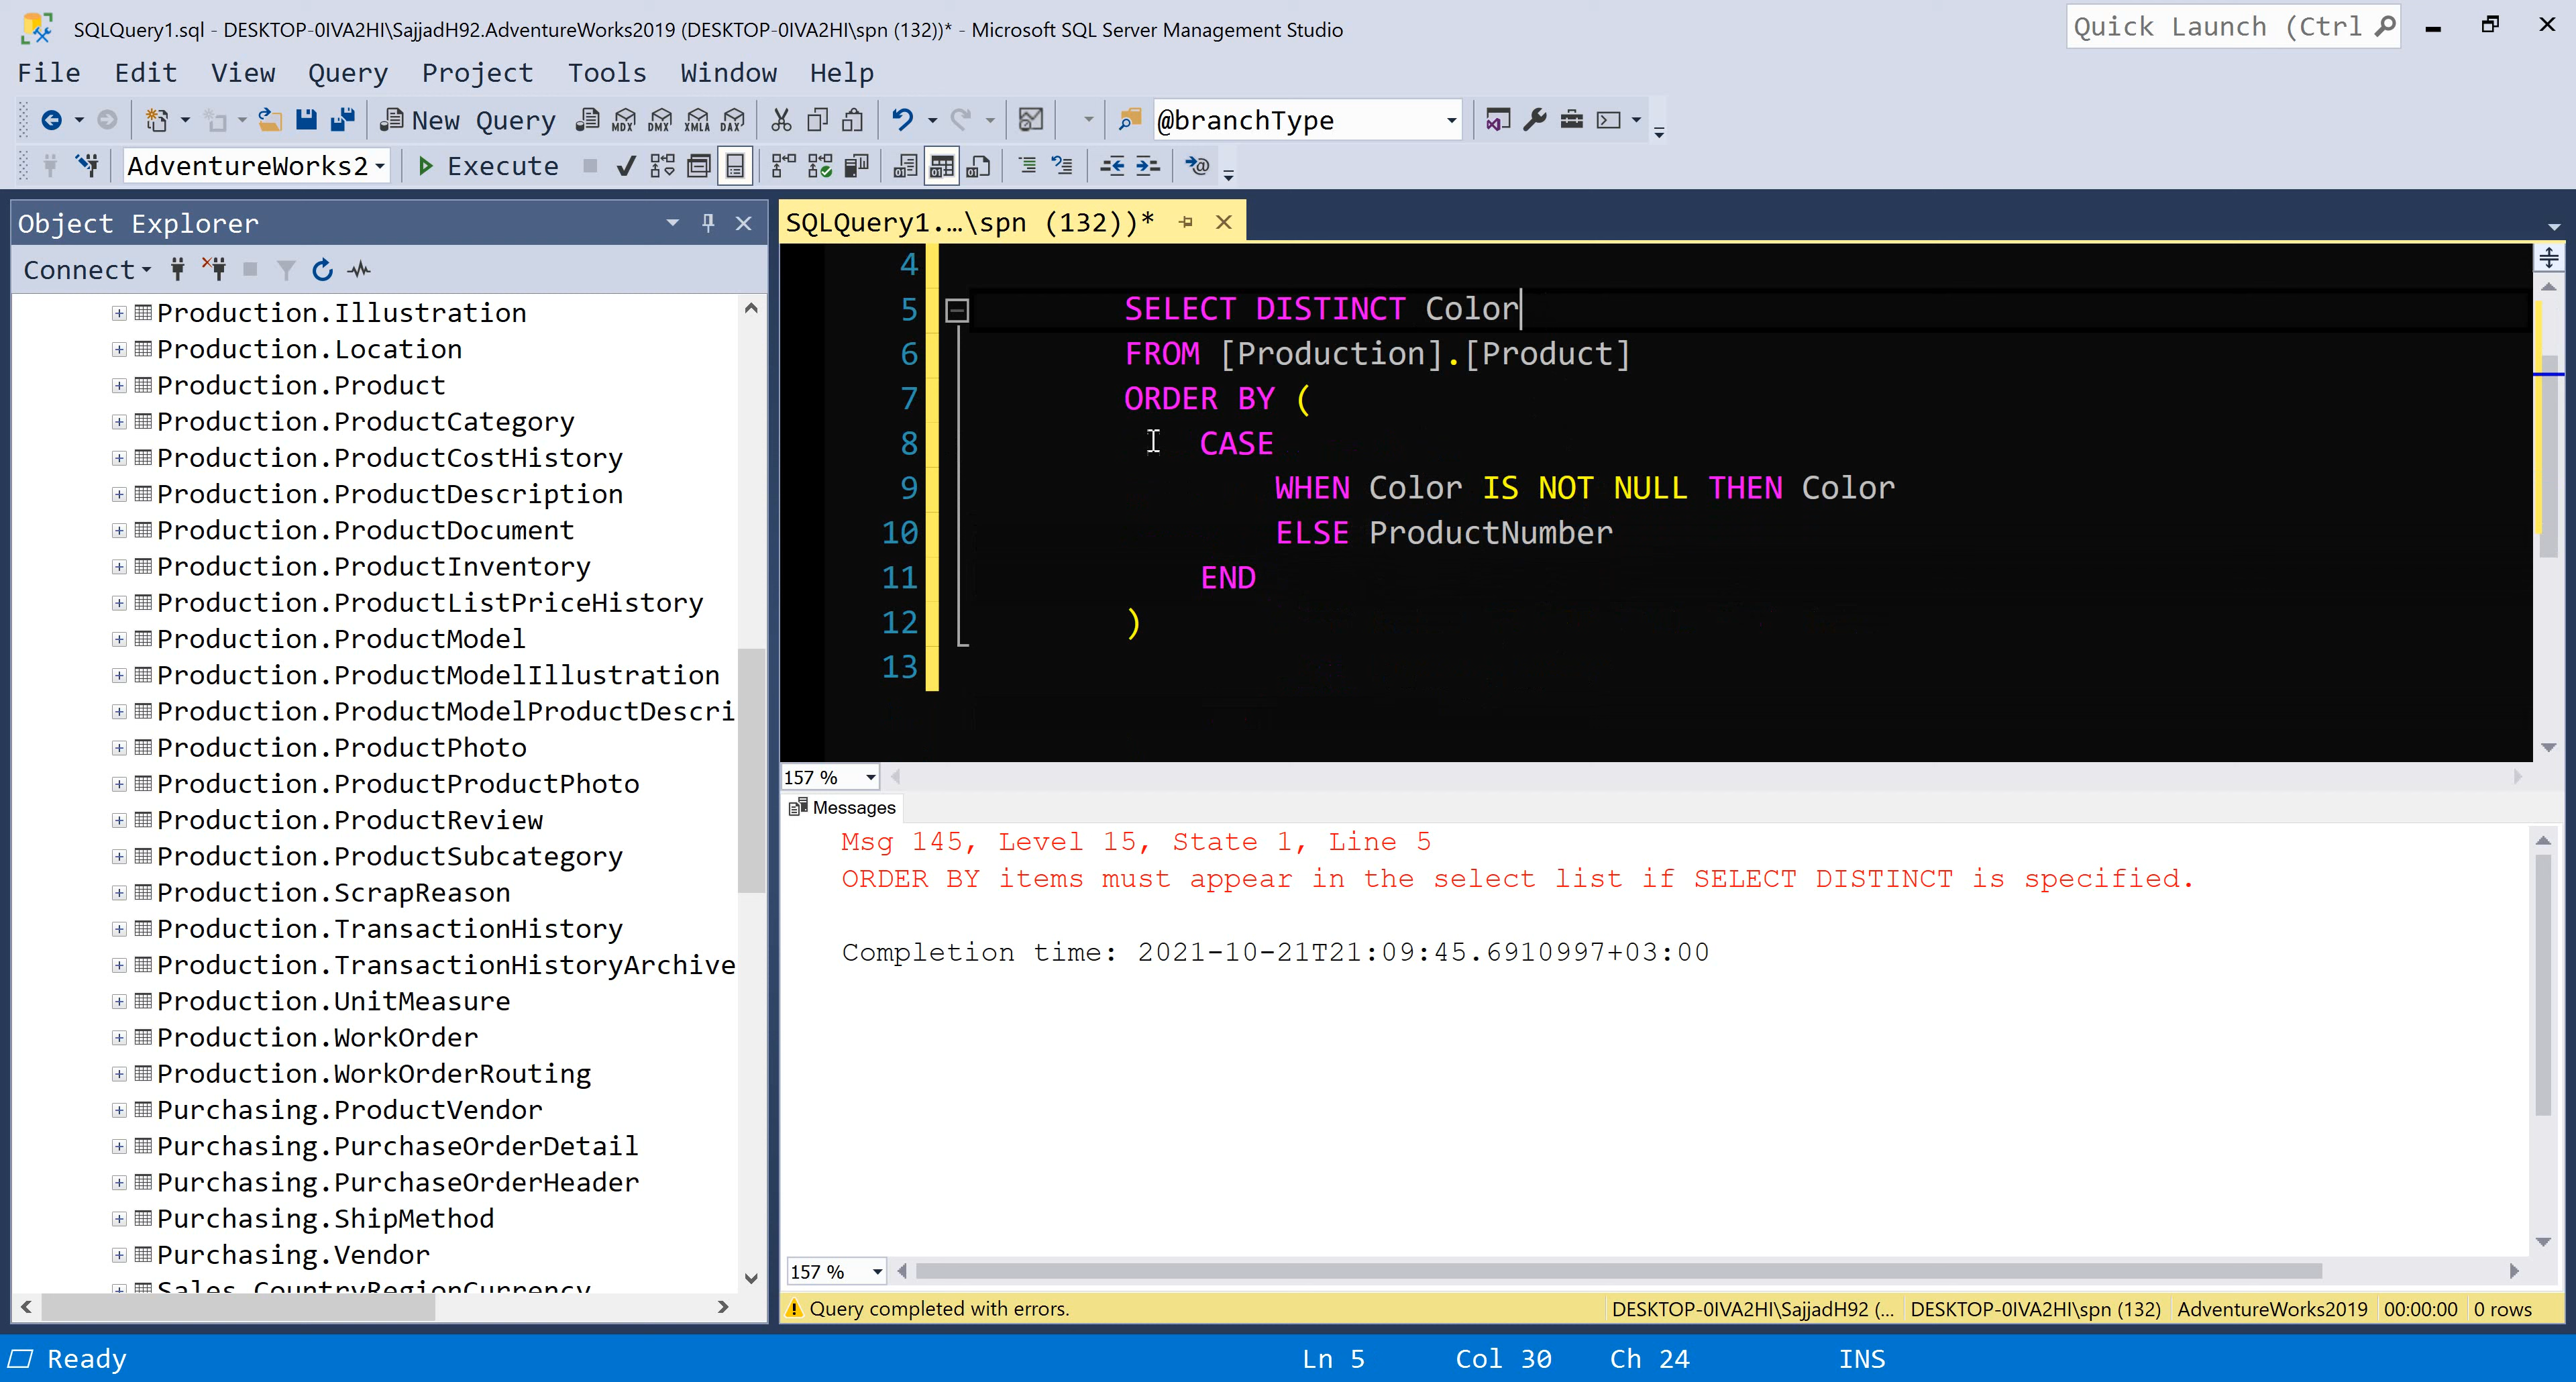 SQLQuery1.sql - DESKTOP-0IVA2HI\SajjadH92.AdventureWorks2019 (DESKTOP-0IVA2HI\spn (132))* - Microsoft SQL Server Management Studio
Quick Launch (Ctrl
File Edit View Query Project Tools Window Help
New Query MDX DMX XMLA DAX @branchType
AdventureWorks2 Execute
Object Explorer
Connect
Production.Illustration
Production.Location
Production.Product
Production.ProductCategory
Production.ProductCostHistory
Production.ProductDescription
Production.ProductDocument
Production.ProductInventory
Production.ProductListPriceHistory
Production.ProductModel
Production.ProductModelIllustration
Production.ProductModelProductDescri
Production.ProductPhoto
Production.ProductProductPhoto
Production.ProductReview
Production.ProductSubcategory
Production.ScrapReason
Production.TransactionHistory
Production.TransactionHistoryArchive
Production.UnitMeasure
Production.WorkOrder
Production.WorkOrderRouting
Purchasing.ProductVendor
Purchasing.PurchaseOrderDetail
Purchasing.PurchaseOrderHeader
Purchasing.ShipMethod
Purchasing.Vendor
Sales.CountryRegionCurrency
SQLQuery1....\spn (132))*
4
5 SELECT DISTINCT Color
6 FROM [Production].[Product]
7 ORDER BY (
8 CASE
9 WHEN Color IS NOT NULL THEN Color
10 ELSE ProductNumber
11 END
12 )
13
157 %
Messages
Msg 145, Level 15, State 1, Line 5
ORDER BY items must appear in the select list if SELECT DISTINCT is specified.
Completion time: 2021-10-21T21:09:45.6910997+03:00
157 %
Query completed with errors. DESKTOP-0IVA2HI\SajjadH92 (... DESKTOP-0IVA2HI\spn (132) AdventureWorks2019 00:00:00 0 rows
Ready Ln 5 Col 30 Ch 24 INS